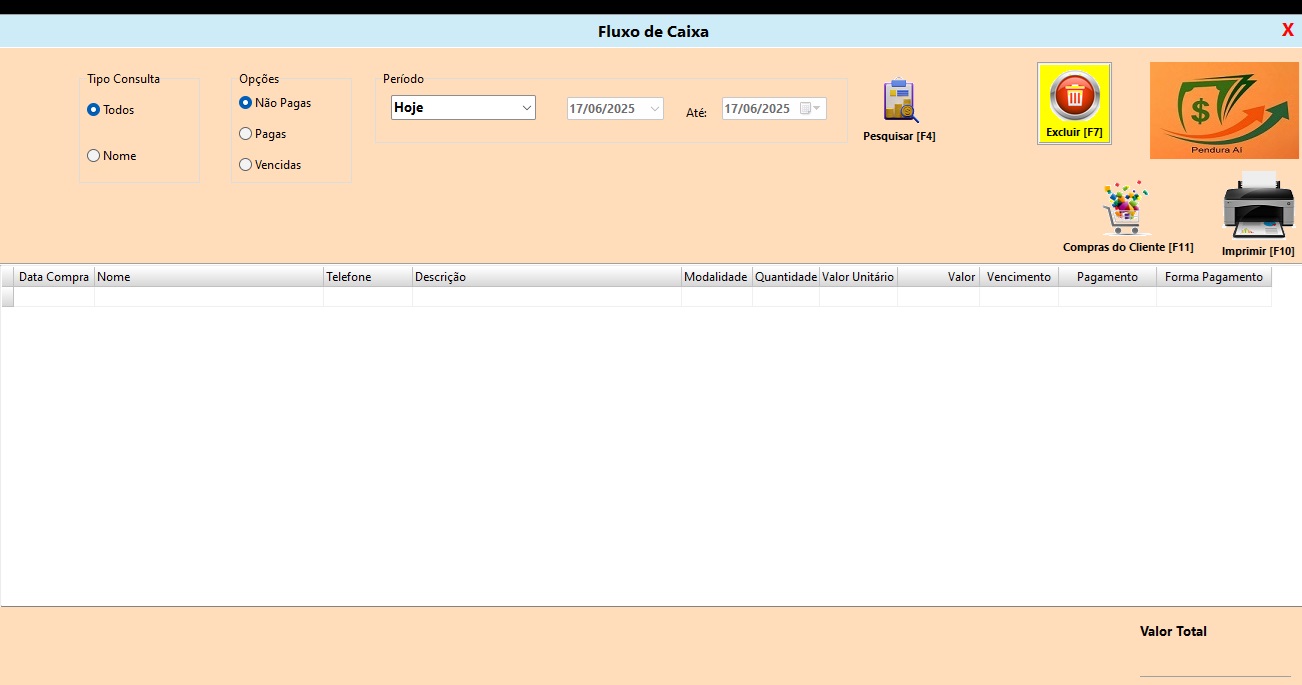 Fluxo de Caixa
X
Tipo Consulta
Todos
Nome
Opções
Não Pagas
Pagas
Vencidas
Período
Hoje
17/06/2025
Até:
17/06/2025
Pesquisar [F4]
Excluir [F7]
$
Pendura AI
Compras do Cliente [F11]
Imprimir [F10]
Data Compra Nome Telefone Descrição Modalidade Quantidade Valor Unitário Valor Vencimento Pagamento Forma Pagamento
Valor Total